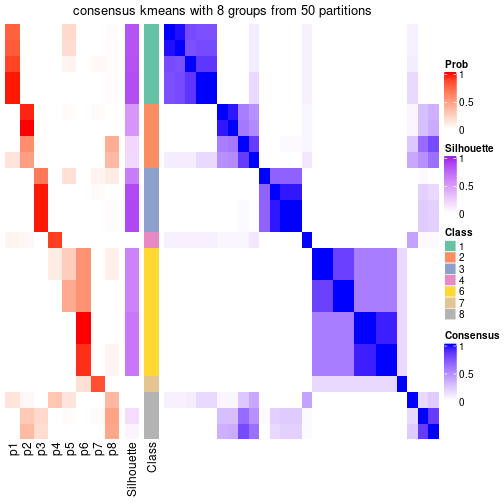 consensus kmeans with 8 groups from 50 partitions
Prob
1
0.5
0
Silhouette
1
0.5
0
Class
1
2
3
4
6
7
8
Consensus
1
0.5
0
p1
p2
p3
p4
p5
p6
p7
p8
Silhouette
Class